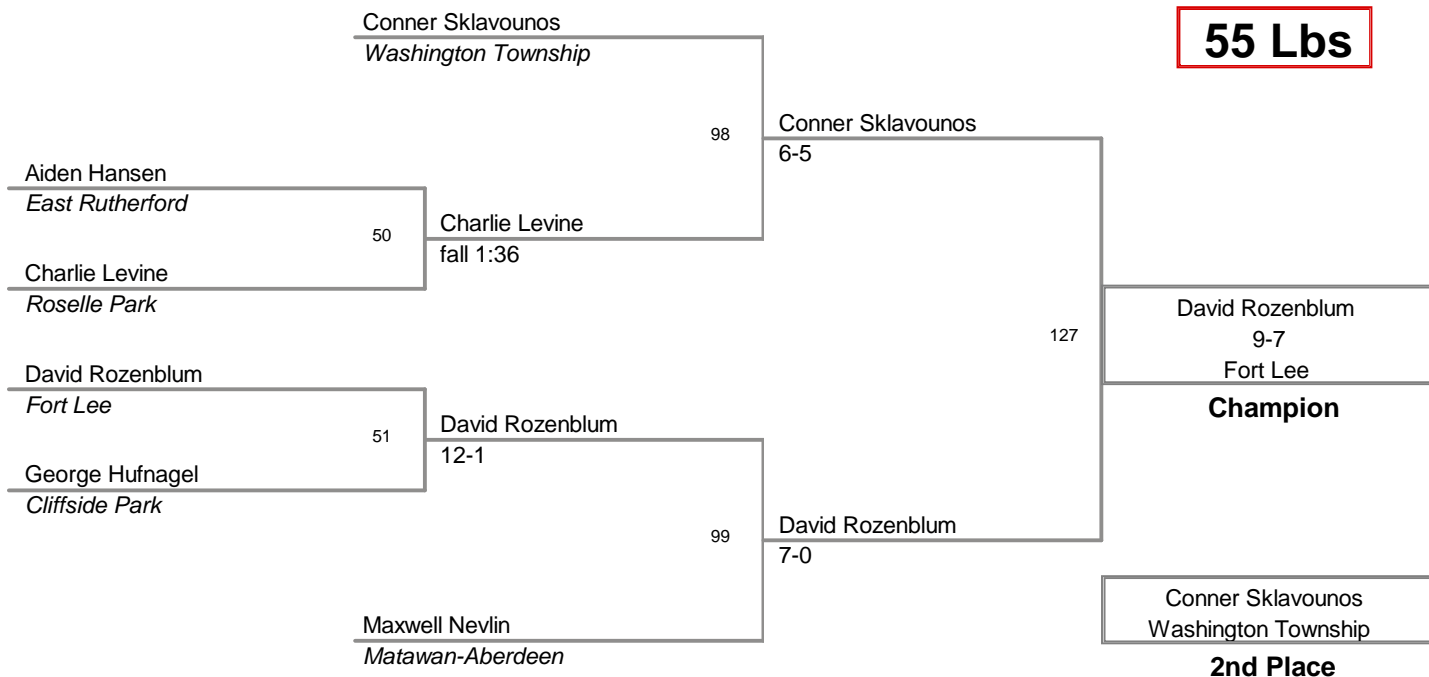 Conner Sklavounos
Washington Township
55 Lbs
98
Conner Sklavounos
6-5
Aiden Hansen
East Rutherford
50
Charlie Levine
fall 1:36
Charlie Levine
Roselle Park
127
David Rozenblum
9-7
Fort Lee
Champion
David Rozenblum
Fort Lee
51
David Rozenblum
12-1
George Hufnagel
Cliffside Park
99
David Rozenblum
7-0
Maxwell Nevlin
Matawan-Aberdeen
Conner Sklavounos
Washington Township
2nd Place